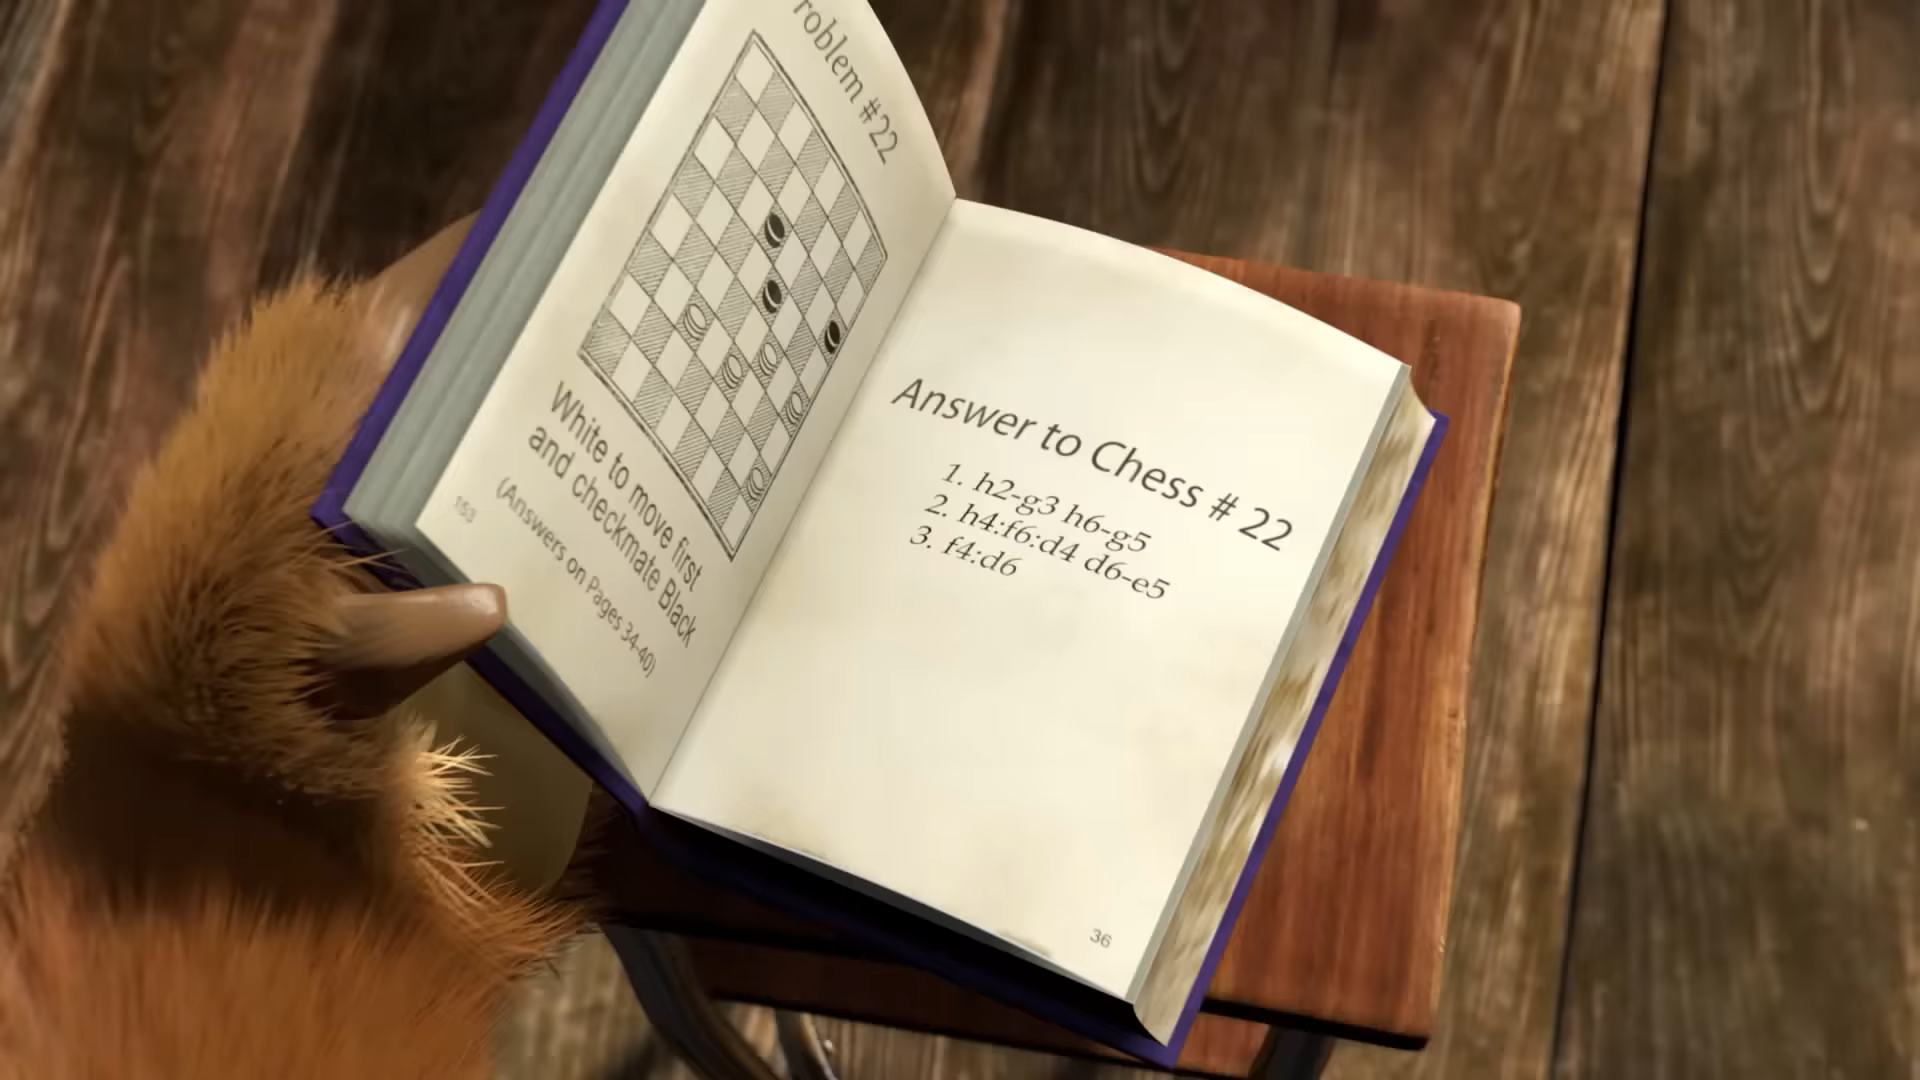 roblem #22
White to move first
and checkmate Black
(Answers on Pages 34-40)
153
Answer to Chess # 22
1. h2-g3 h6-g5
2. h4:f6:d4 d6-e5
3. f4:d6
36